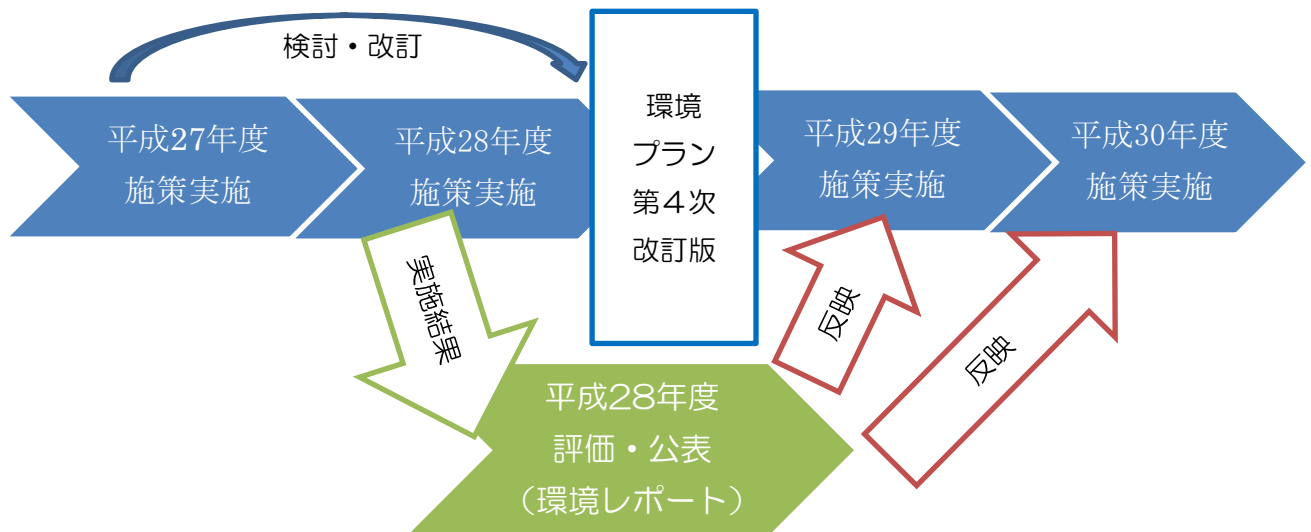 検討・改訂
平成27年度
施策実施
平成28年度
施策実施
環境
プラン
第４次
改訂版
平成29年度
施策実施
平成30年度
施策実施
実施結果
反映
反映
平成28年度
評価・公表
（環境レポート）